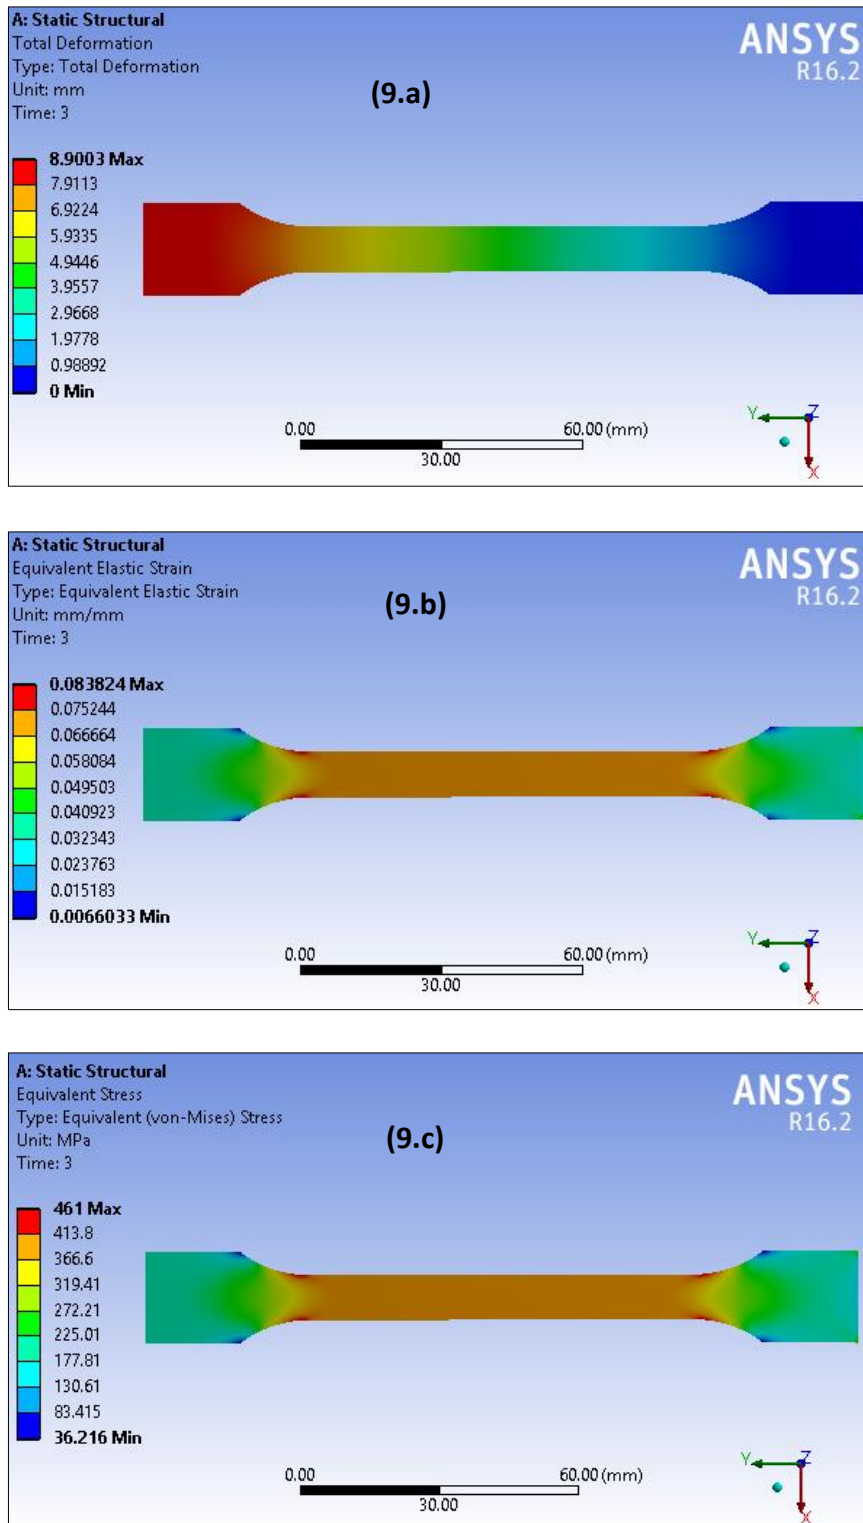 A: Static Structural
Total Deformation
Type: Total Deformation
Unit: mm
Time: 3
(9.a)
ANSYS
R16.2
8.9003 Max
7.9113
6.9224
5.9335
4.9446
3.9557
2.9668
1.9778
0.98892
0 Min
0.00 60.00 (mm)
30.00
Y Z
X
A: Static Structural
Equivalent Elastic Strain
Type: Equivalent Elastic Strain
Unit: mm/mm
Time: 3
(9.b)
ANSYS
R16.2
0.083824 Max
0.075244
0.066664
0.058084
0.049503
0.040923
0.032343
0.023763
0.015183
0.0066033 Min
0.00 60.00 (mm)
30.00
Y Z
X
A: Static Structural
Equivalent Stress
Type: Equivalent (von-Mises) Stress
Unit: MPa
Time: 3
(9.c)
ANSYS
R16.2
461 Max
413.8
366.6
319.41
272.21
225.01
177.81
130.61
83.415
36.216 Min
0.00 60.00 (mm)
30.00
Y Z
X